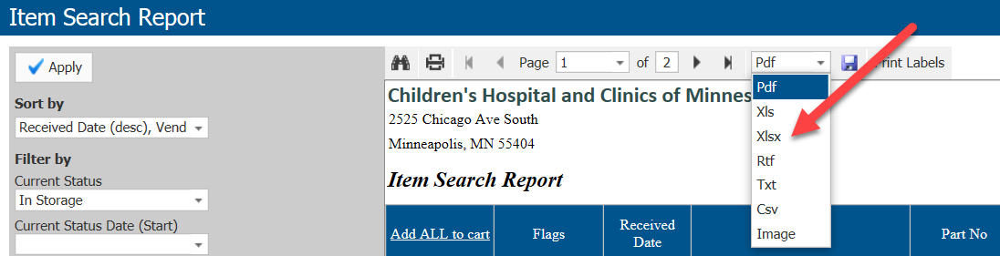 Item Search Report
Apply
Sort by
Received Date (desc), Vend
Filter by
Current Status
In Storage
Current Status Date (Start)
Page 1 of 2 Pdf Print Labels
Pdf
Xls
Xlsx
Rtf
Txt
Csv
Image
Children's Hospital and Clinics of Minnes
2525 Chicago Ave South
Minneapolis, MN 55404
Item Search Report
Add ALL to cart
Flags
Received
Date
Part No